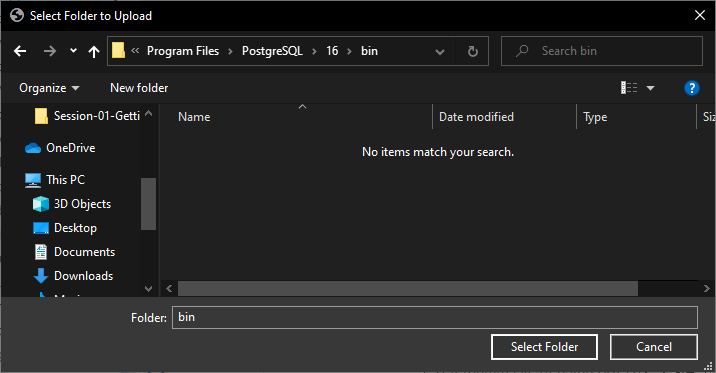 Select Folder to Upload
« Program Files > PostgreSQL > 16 > bin
Search bin
Organize
New folder
Name
Date modified
Type
Siz
Session-01-Getti
OneDrive
This PC
3D Objects
Desktop
Documents
Downloads
No items match your search.
Folder:
bin
Select Folder
Cancel